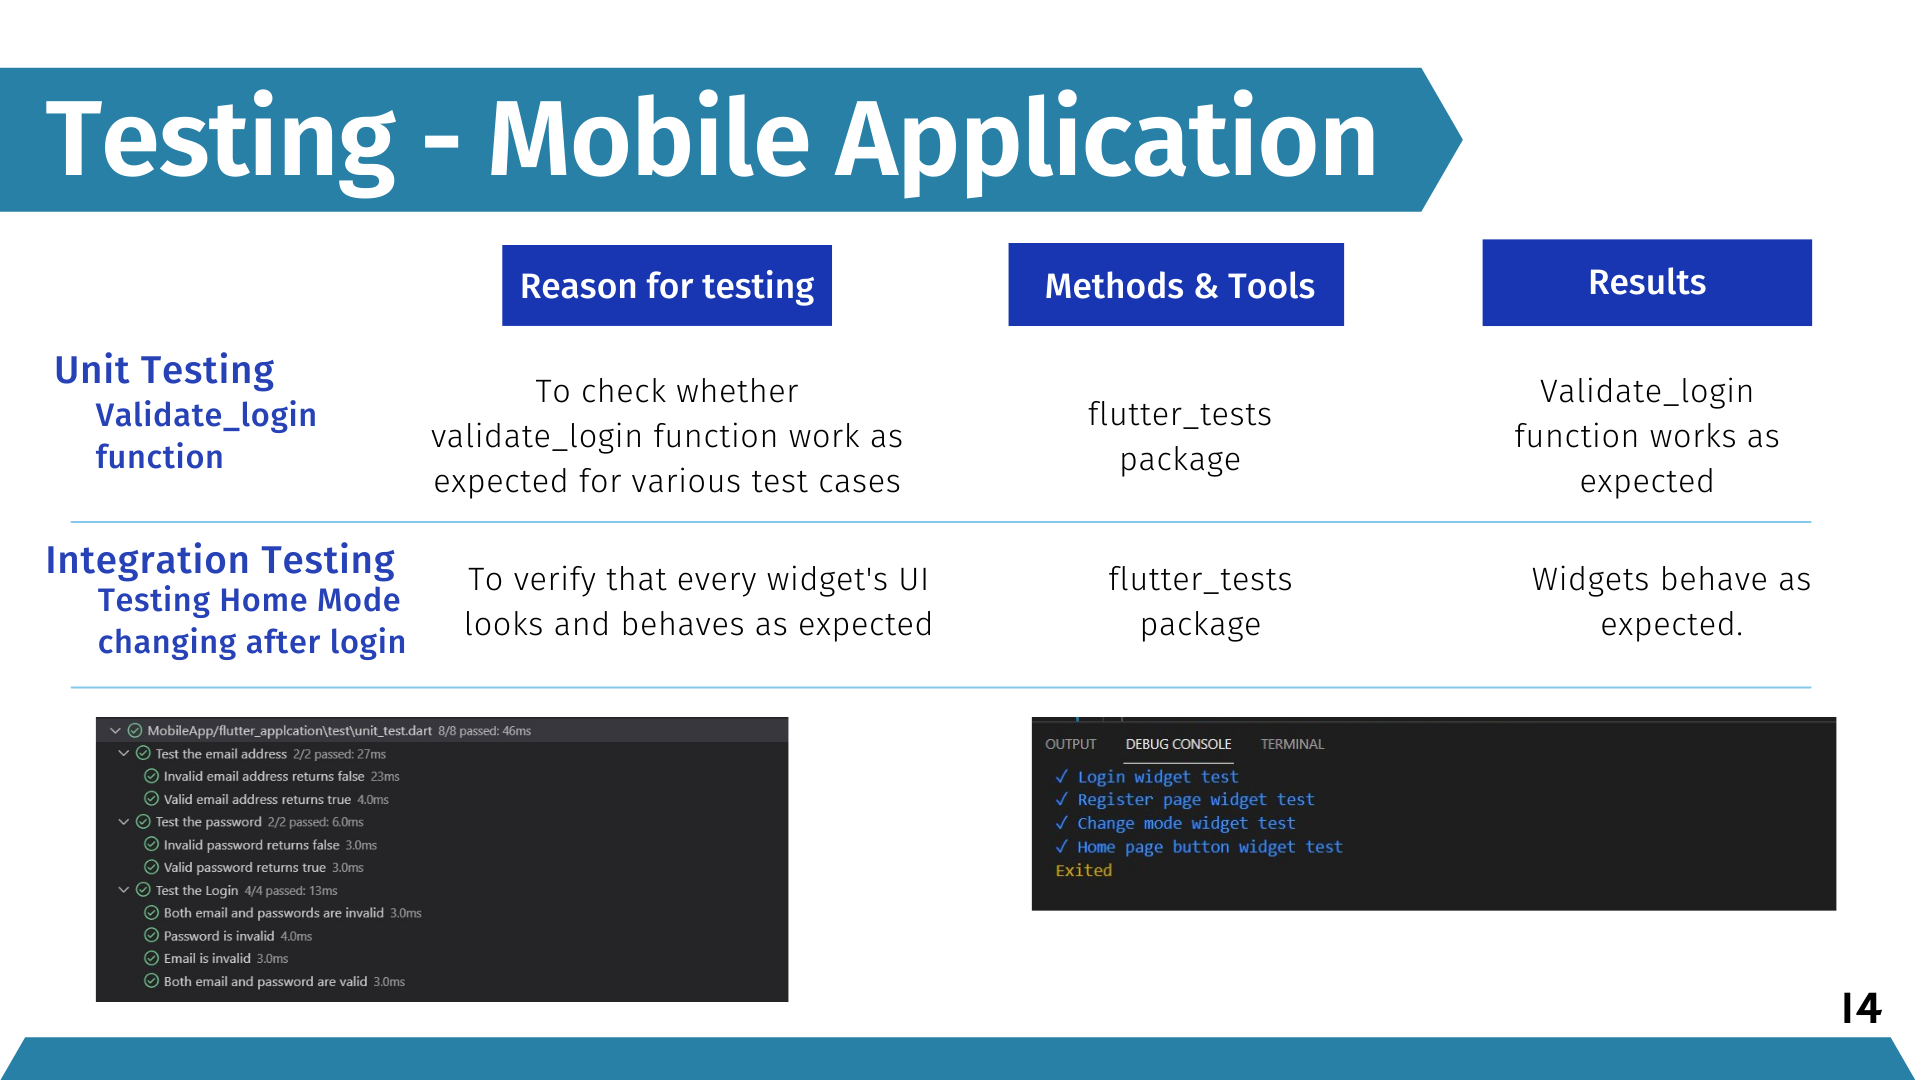 Testing - Mobile Application
Reason for testing
Methods & Tools
Results
Unit Testing
Validate_login
function
To check whether
validate_login function work as
expected for various test cases
flutter_tests
package
Validate_login
function works as
expected
Integration Testing
Testing Home Mode
changing after login
To verify that every widget's UI
looks and behaves as expected
flutter_tests
package
Widgets behave as
expected.
MobileApp/flutter_applcation\test\unit_test.dart 8/8 passed: 46ms
Test the email address 2/2 passed: 27ms
Invalid email address returns false 23ms
Valid email address returns true 4.0ms
Test the password 2/2 passed: 6.0ms
Invalid password returns false 3.0ms
Valid password returns true 3.0ms
Test the Login 4/4 passed: 13ms
Both email and passwords are invalid 3.0ms
Password is invalid 4.0ms
Email is invalid 3.0ms
Both email and password are valid 3.0ms
OUTPUT DEBUG CONSOLE TERMINAL
✓ Login widget test
✓ Register page widget test
✓ Change mode widget test
✓ Home page button widget test
Exited
14